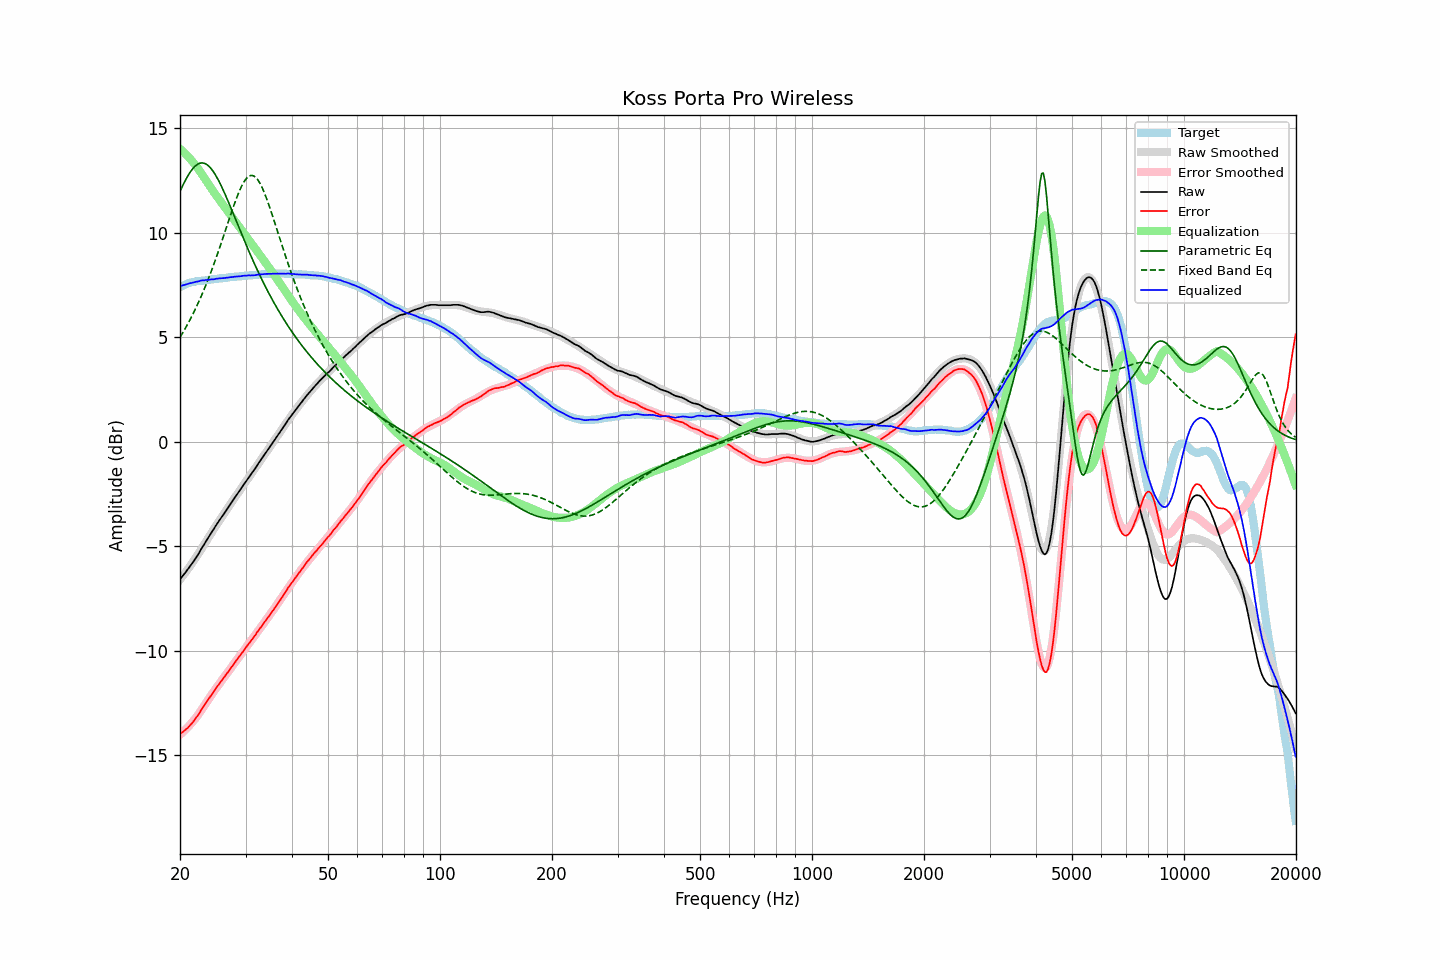 Koss Porta Pro Wireless
Amplitude (dBr)
15
10
5
0
−5
−10
−15
Target
Raw Smoothed
Error Smoothed
Raw
Error
Equalization
Parametric Eq
Fixed Band Eq
Equalized
20 50 100 200 500 1000 2000 5000 10000 20000
Frequency (Hz)